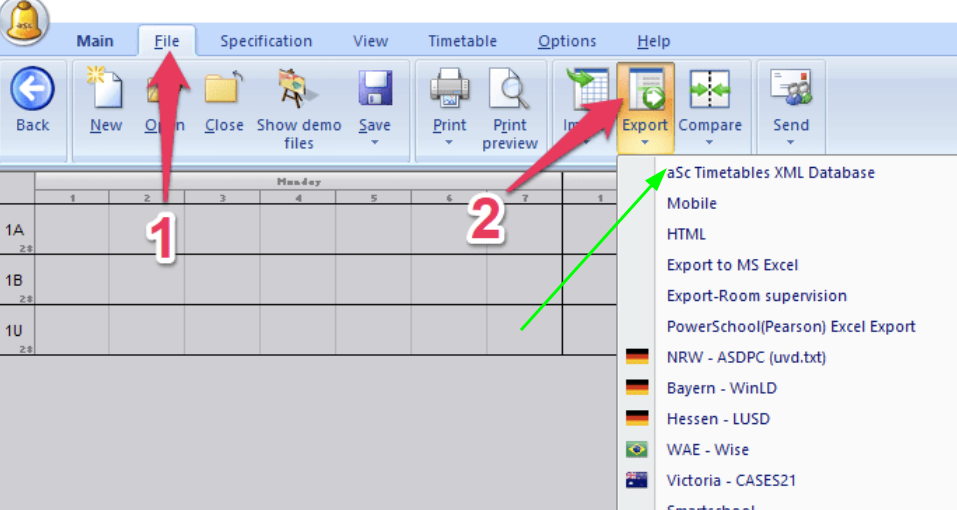 aSc
Main File Specification View Timetable Options Help
Back New Close Show demo files Save Print Print preview Export Compare Send
1 2
Monday
1 2 3 4 5 6 7 1
1A
28
1B
28
1U
28
aSc Timetables XML Database
Mobile
HTML
Export to MS Excel
Export-Room supervision
PowerSchool(Pearson) Excel Export
NRW - ASDPC (uvd.txt)
Bayern - WinLD
Hessen - LUSD
WAE - Wise
Victoria - CASES21
Smartschool